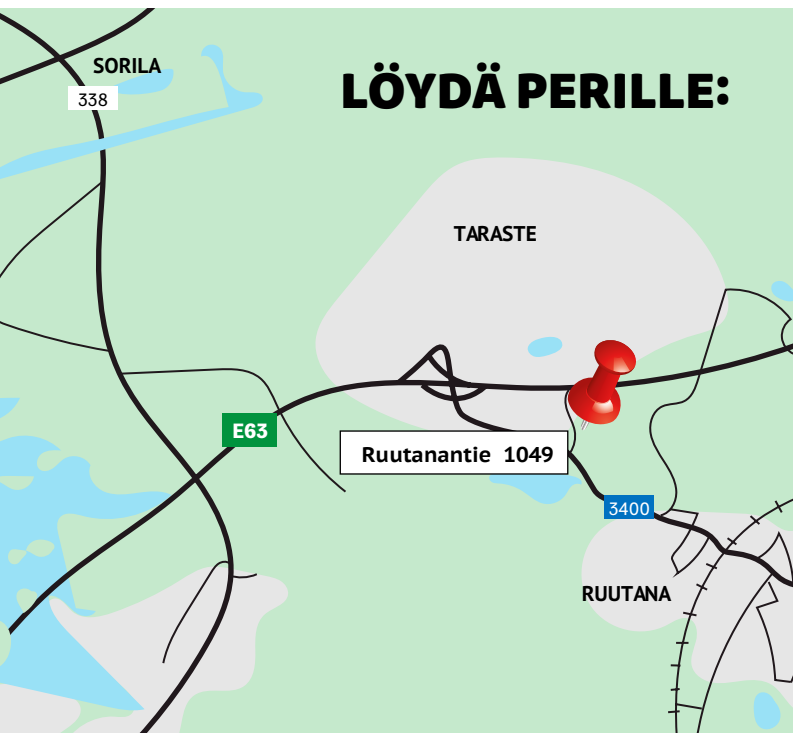 SORILA
338
LÖYDÄ PERILLE:
TARASTE
E63
Ruutanantie 1049
3400
RUUTANA